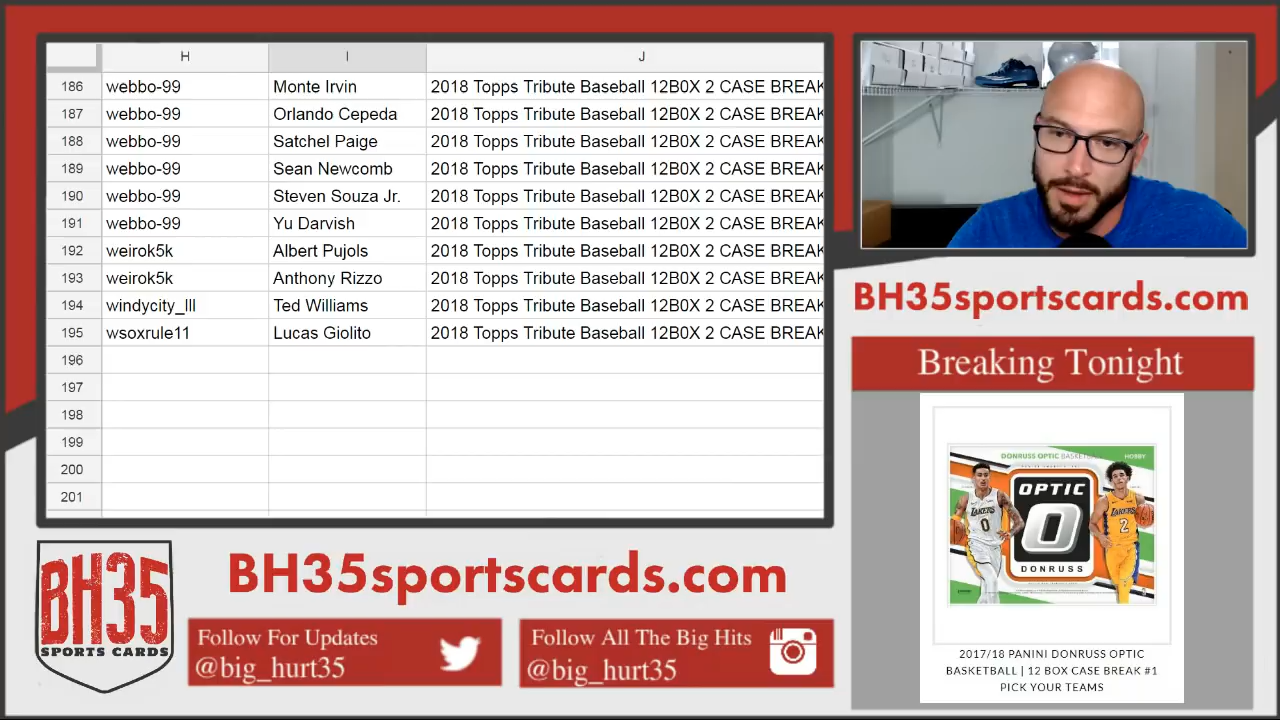 H I J
186 webbo-99 Monte Irvin 2018 Topps Tribute Baseball 12B0X 2 CASE BREAK
187 webbo-99 Orlando Cepeda 2018 Topps Tribute Baseball 12B0X 2 CASE BREAK
188 webbo-99 Satchel Paige 2018 Topps Tribute Baseball 12B0X 2 CASE BREAK
189 webbo-99 Sean Newcomb 2018 Topps Tribute Baseball 12B0X 2 CASE BREAK
190 webbo-99 Steven Souza Jr. 2018 Topps Tribute Baseball 12B0X 2 CASE BREAK
191 webbo-99 Yu Darvish 2018 Topps Tribute Baseball 12B0X 2 CASE BREAK
192 weirok5k Albert Pujols 2018 Topps Tribute Baseball 12B0X 2 CASE BREAK
193 weirok5k Anthony Rizzo 2018 Topps Tribute Baseball 12B0X 2 CASE BREAK
194 windycity_lll Ted Williams 2018 Topps Tribute Baseball 12B0X 2 CASE BREAK
195 wsoxrule11 Lucas Giolito 2018 Topps Tribute Baseball 12B0X 2 CASE BREAK
196
197
198
199
200
201
BH35sportscards.com
Breaking Tonight
DONRUSS OPTIC BASKETBALL HOBBY
OPTIC
DONRUSS
LAKERS
0
LAKERS
2
2017/18 PANINI DONRUSS OPTIC
BASKETBALL | 12 BOX CASE BREAK #1
PICK YOUR TEAMS
BH35
SPORTS CARDS
BH35sportscards.com
Follow For Updates
@big_hurt35
Follow All The Big Hits
@big_hurt35